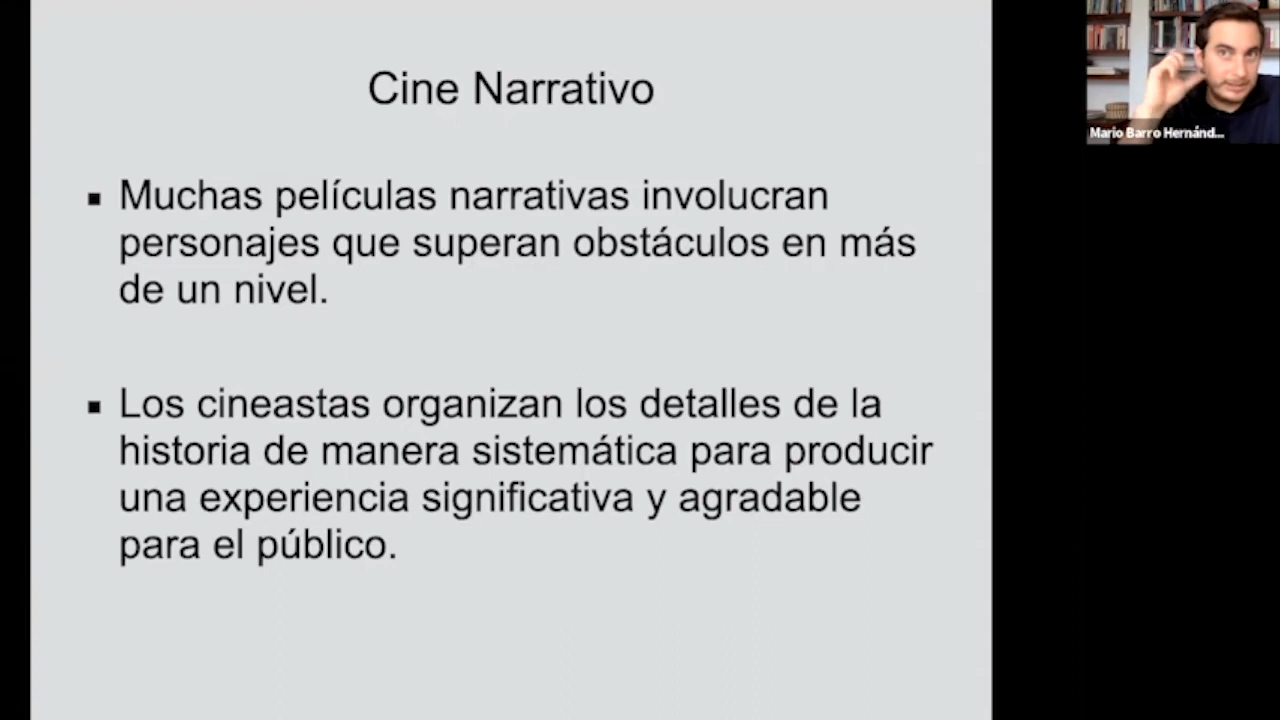 Cine Narrativo
Mario Barro Hernánd...
▪ Muchas películas narrativas involucran
personajes que superan obstáculos en más
de un nivel.
▪ Los cineastas organizan los detalles de la
historia de manera sistemática para producir
una experiencia significativa y agradable
para el público.